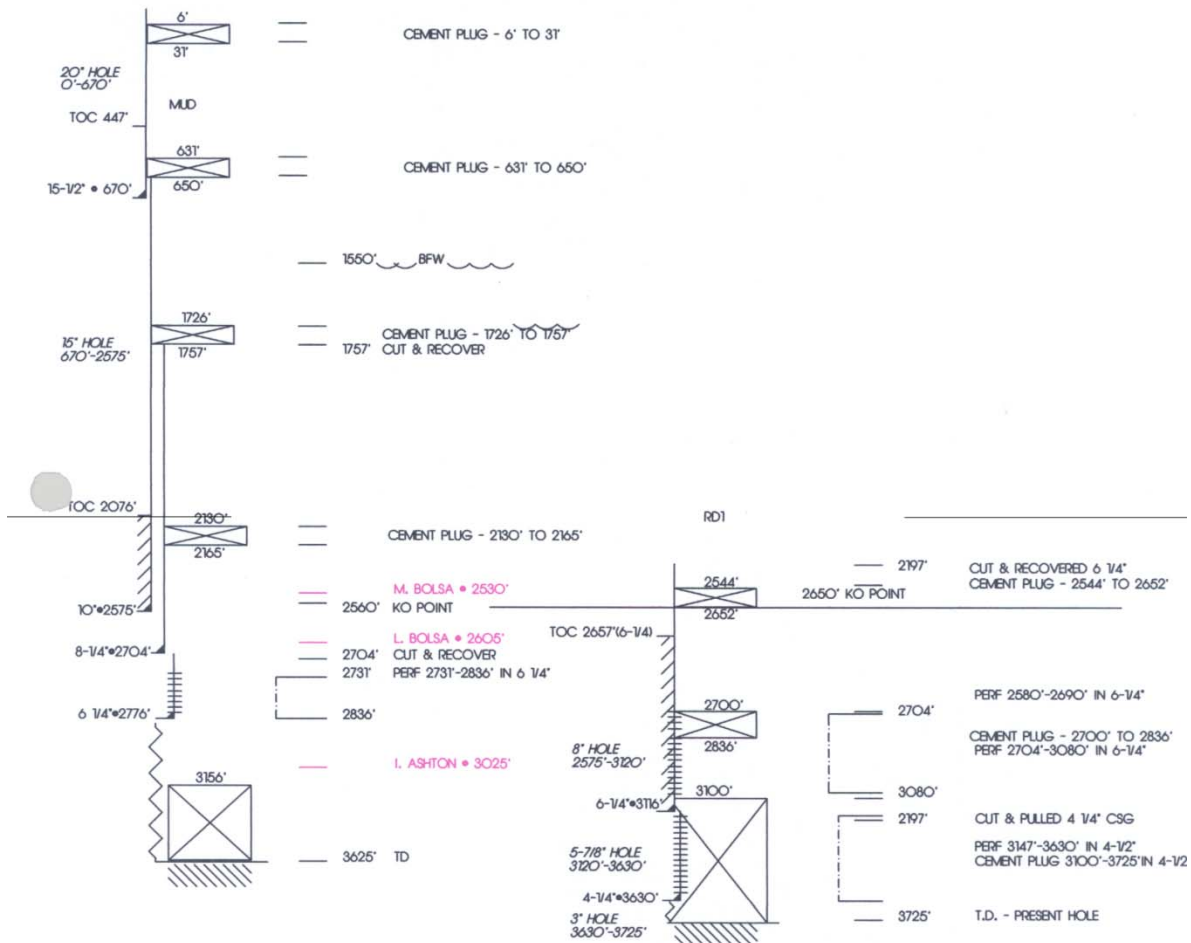 6'
CEMENT PLUG - 6' TO 31'
31'
20" HOLE
0'-670'
MUD
TOC 447'
631'
CEMENT PLUG - 631' TO 650'
650'
15-1/2" • 670'
1550' BFW
1726'
CEMENT PLUG - 1726' TO 1757'
15" HOLE
670'-2575'
1757'
1757' CUT & RECOVER
TOC 2076'
2130'
CEMENT PLUG - 2130' TO 2165'
2165'
M. BOLSA • 2530'
10"•2575'
2560' KO POINT
L. BOLSA • 2605'
8-1/4"•2704'
2704' CUT & RECOVER
2731' PERF 2731'-2836' IN 6 1/4"
6 1/4"•2776'
2836'
I. ASHTON • 3025'
3156'
3625' TD
RD1
2197' CUT & RECOVERED 6 1/4"
2544'
CEMENT PLUG - 2544' TO 2652'
2650' KO POINT
2652'
TOC 2657'(6-1/4)
PERF 2580'-2690' IN 6-1/4"
2700'
2704'
CEMENT PLUG - 2700' TO 2836'
2836'
PERF 2704'-3080' IN 6-1/4"
8" HOLE
2575'-3120'
3100'
3080'
6-1/4"•3116'
2197' CUT & PULLED 4 1/4" CSG
5-7/8" HOLE
3120'-3630'
PERF 3147'-3630' IN 4-1/2"
CEMENT PLUG 3100'-3725'IN 4-1/2
4-1/4"•3630'
3" HOLE
3630'-3725'
3725' T.D. - PRESENT HOLE